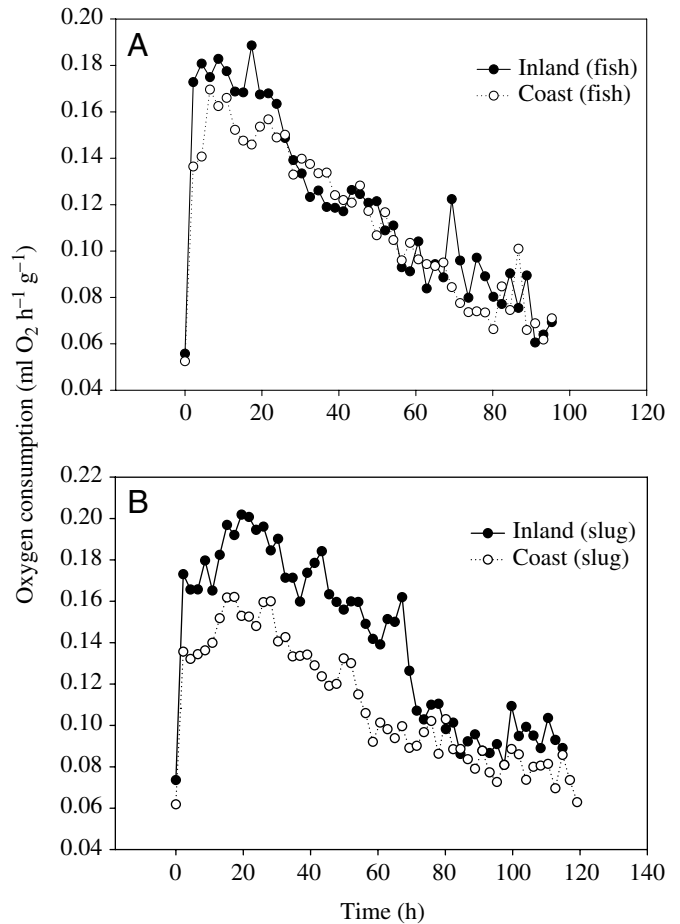 A
Inland (fish)
Coast (fish)
0.20
0.18
0.16
0.14
0.12
0.10
0.08
0.06
0.04
0 20 40 60 80 100 120
Oxygen consumption (ml O₂ h⁻¹ g⁻¹)
B
Inland (slug)
Coast (slug)
0.22
0.20
0.18
0.16
0.14
0.12
0.10
0.08
0.06
0.04
0 20 40 60 80 100 120 140
Time (h)